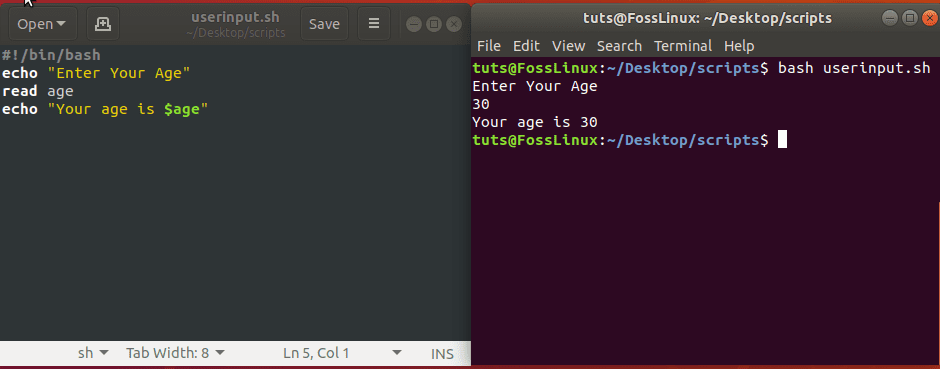 Open
userinput.sh
~/Desktop/scripts
Save
#!/bin/bash
echo "Enter Your Age"
read age
echo "Your age is $age"
sh
Tab Width: 8
Ln 5, Col 1
INS
tuts@FossLinux: ~/Desktop/scripts
File Edit View Search Terminal Help
tuts@FossLinux:~/Desktop/scripts$ bash userinput.sh
Enter Your Age
30
Your age is 30
tuts@FossLinux:~/Desktop/scripts$